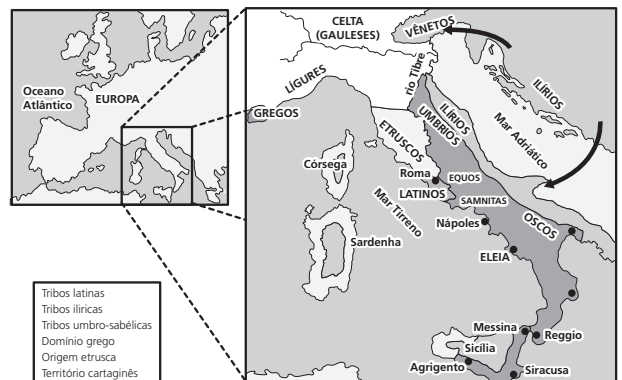 Oceano
Atlântico
EUROPA
CELTA
(GAULESES)
VÊNETOS
LÍGURES
rio Tibre
ILÍRIOS
GREGOS
ILÍRIOS
UMBRIOS
Mar Adriático
ETRUSCOS
Córsega
Roma
EQUOS
LATINOS
SAMNITAS
Mar Tirreno
Nápoles
OSCOS
Sardenha
ELEIA
Messina
Reggio
Sicília
Agrigento
Siracusa
Tribos latinas
Tribos ilíricas
Tribos umbro-sabélicas
Domínio grego
Origem etrusca
Território cartaginês